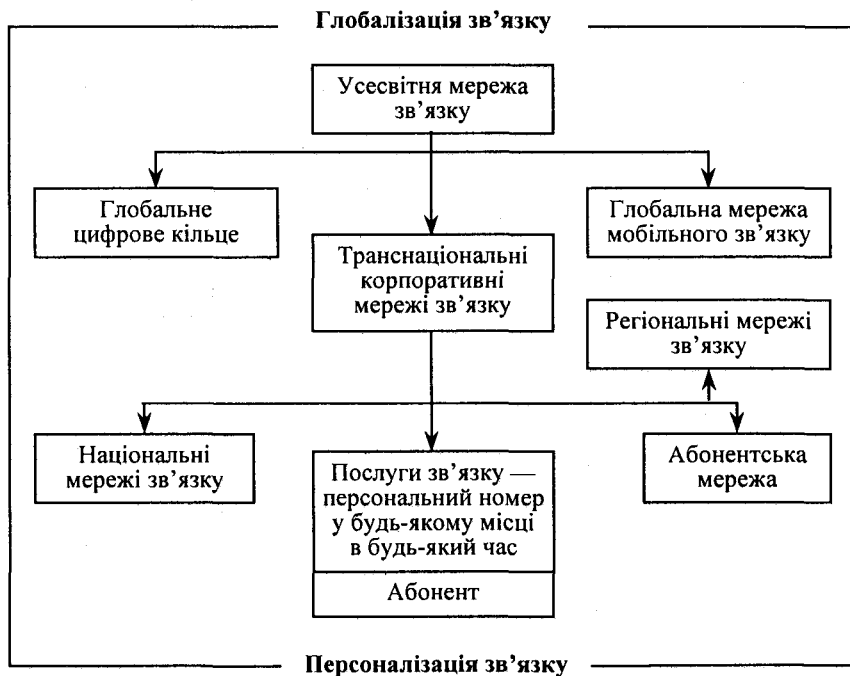 Глобалізація зв’язку
Усесвітня мережа
зв’язку
Глобальне
цифрове кільце
Глобальна мережа
мобільного зв’язку
Транснаціональні
корпоративні
мережі зв’язку
Регіональні мережі
зв’язку
Національні
мережі зв’язку
Послуги зв’язку —
персональний номер
у будь-якому місці
в будь-який час
Абонент
Абонентська
мережа
Персоналізація зв’язку